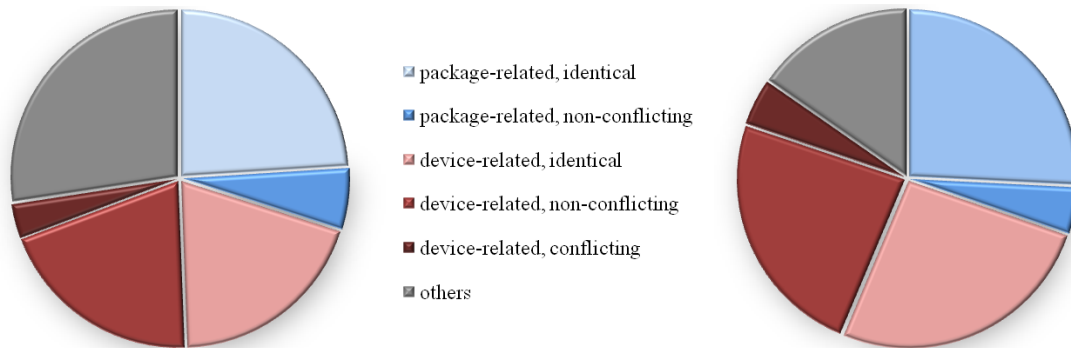 package-related, identical
package-related, non-conflicting
device-related, identical
device-related, non-conflicting
device-related, conflicting
others